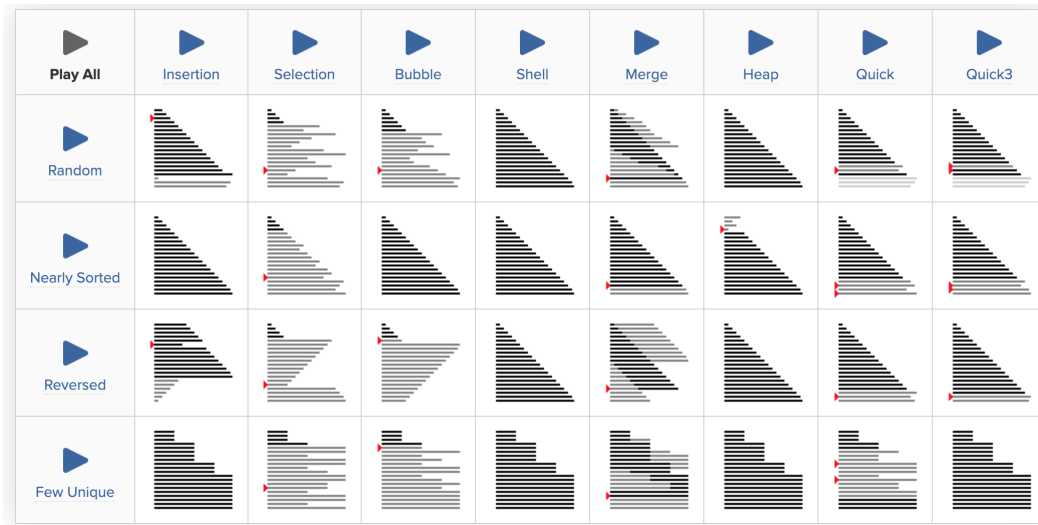 Play All
Insertion
Selection
Bubble
Shell
Merge
Heap
Quick
Quick3
Random
Nearly Sorted
Reversed
Few Unique